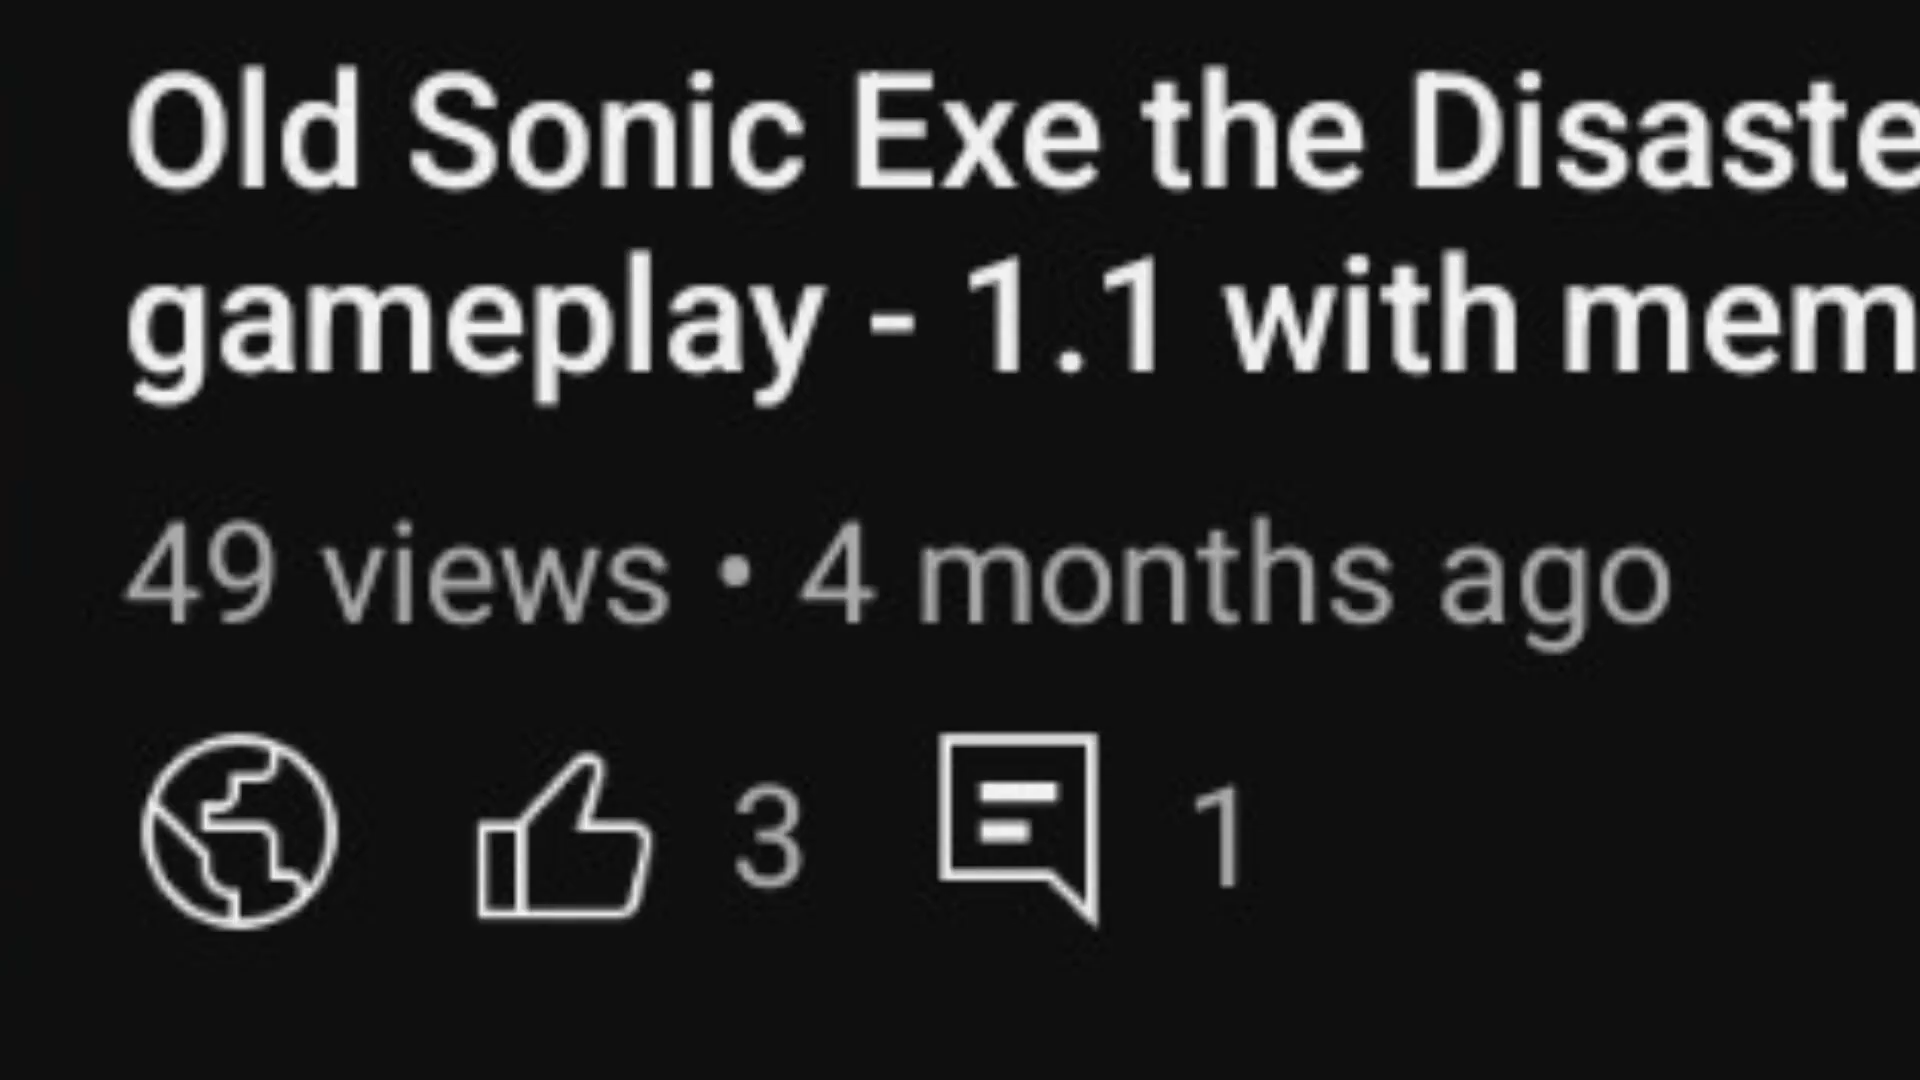 Old Sonic Exe the Disaste
gameplay - 1.1 with mem
49 views • 4 months ago
3 1